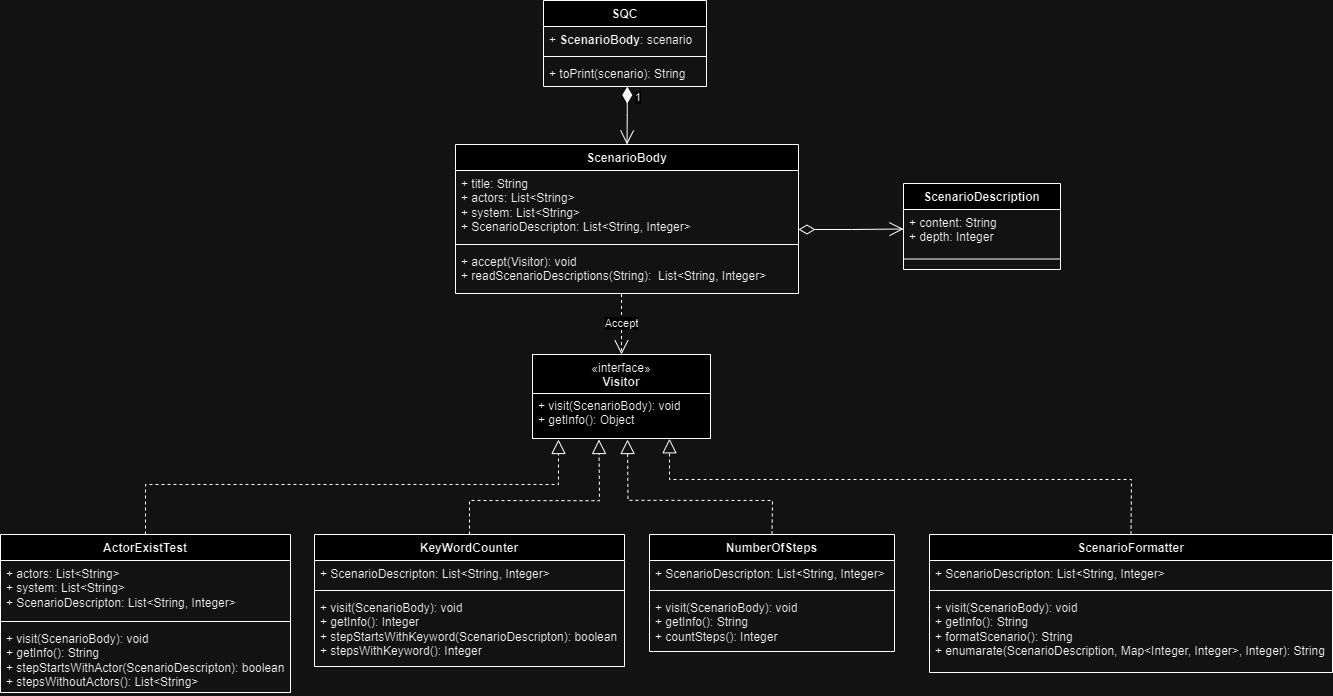 SQC
+ ScenarioBody: scenario
+ toPrint(scenario): String
1
ScenarioBody
+ title: String
+ actors: List<String>
+ system: List<String>
+ ScenarioDescripton: List<String, Integer>
+ accept(Visitor): void
+ readScenarioDescriptions(String):  List<String, Integer>
ScenarioDescription
+ content: String
+ depth: Integer
Accept
«interface»
Visitor
+ visit(ScenarioBody): void
+ getInfo(): Object
ActorExistTest
+ actors: List<String>
+ system: List<String>
+ ScenarioDescripton: List<String, Integer>
+ visit(ScenarioBody): void
+ getInfo(): String
+ stepStartsWithActor(ScenarioDescripton): boolean
+ stepsWithoutActors(): List<String>
KeyWordCounter
+ ScenarioDescripton: List<String, Integer>
+ visit(ScenarioBody): void
+ getInfo(): Integer
+ stepStartsWithKeyword(ScenarioDescripton): boolean
+ stepsWithKeyword(): Integer
NumberOfSteps
+ ScenarioDescripton: List<String, Integer>
+ visit(ScenarioBody): void
+ getInfo(): String
+ countSteps(): Integer
ScenarioFormatter
+ ScenarioDescripton: List<String, Integer>
+ visit(ScenarioBody): void
+ getInfo(): String
+ formatScenario(): String
+ enumarate(ScenarioDescription, Map<Integer, Integer>, Integer): String